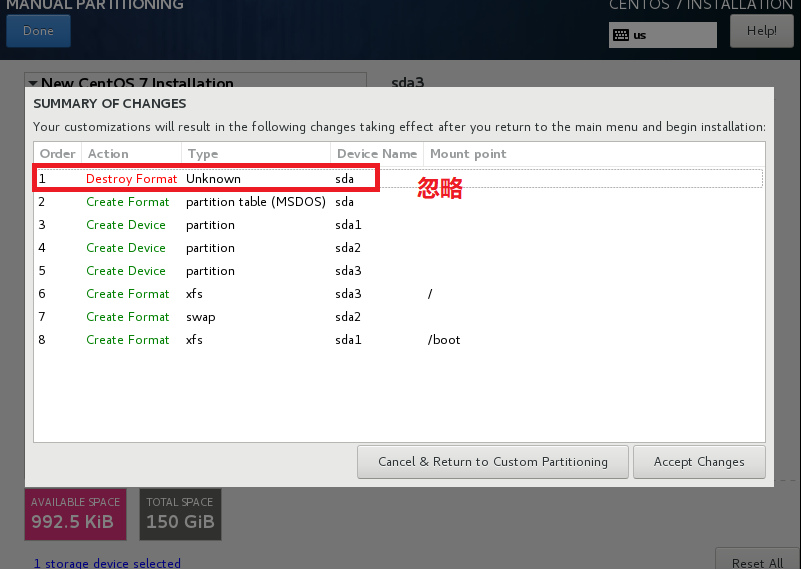 MANUAL PARTITIONING
CENTOS 7 INSTALLATION
Done
us
Help!
New CentOS 7 Installation
sda3
SUMMARY OF CHANGES
Your customizations will result in the following changes taking effect after you return to the main menu and begin installation:
Order Action Type Device Name Mount point
1 Destroy Format Unknown sda
忽略
2 Create Format partition table (MSDOS) sda
3 Create Device partition sda1
4 Create Device partition sda2
5 Create Device partition sda3
6 Create Format xfs sda3 /
7 Create Format swap sda2
8 Create Format xfs sda1 /boot
Cancel & Return to Custom Partitioning
Accept Changes
AVAILABLE SPACE
992.5 KiB
TOTAL SPACE
150 GiB
1 storage device selected
Reset All